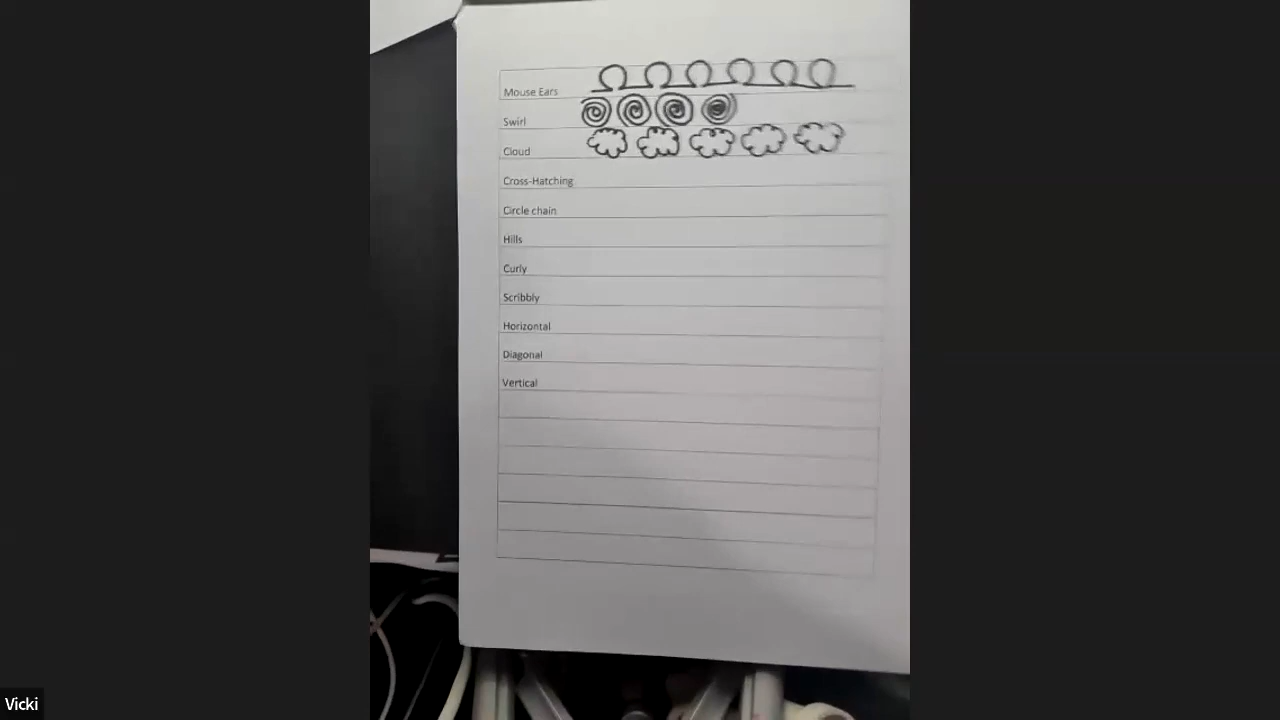 Mouse Ears
Swirl
Cloud
Cross-Hatching
Circle chain
Hills
Curly
Scribbly
Horizontal
Diagonal
Vertical
Vicki